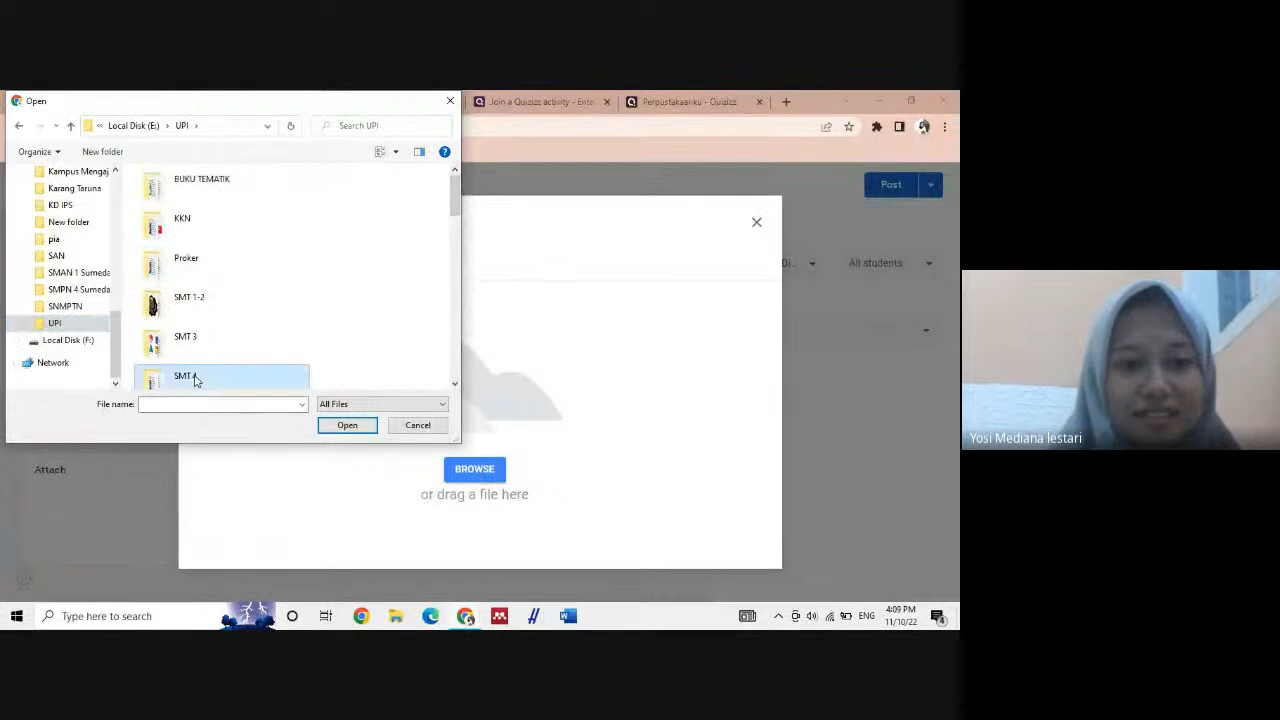 Open
Join a Quizizz activity - Ente
Perpustakaanku - Quizizz
Local Disk (E:)
UPI
Search UPI
Organize
New folder
Kampus Mengaj
Karang Taruna
KD IPS
New folder
pia
SAN
SMAN 1 Sumeda
SMPN 4 Sumeda
SNMPTN
UPI
Local Disk (F:)
Network
BUKU TEMATIK
KKN
Proker
SMT 1-2
SMT 3
SMT
File name:
All Files
Open
Cancel
Post
Di...
All students
Attach
BROWSE
or drag a file here
Yosi Mediana lestari
Type here to search
ENG
4:09 PM
11/10/22